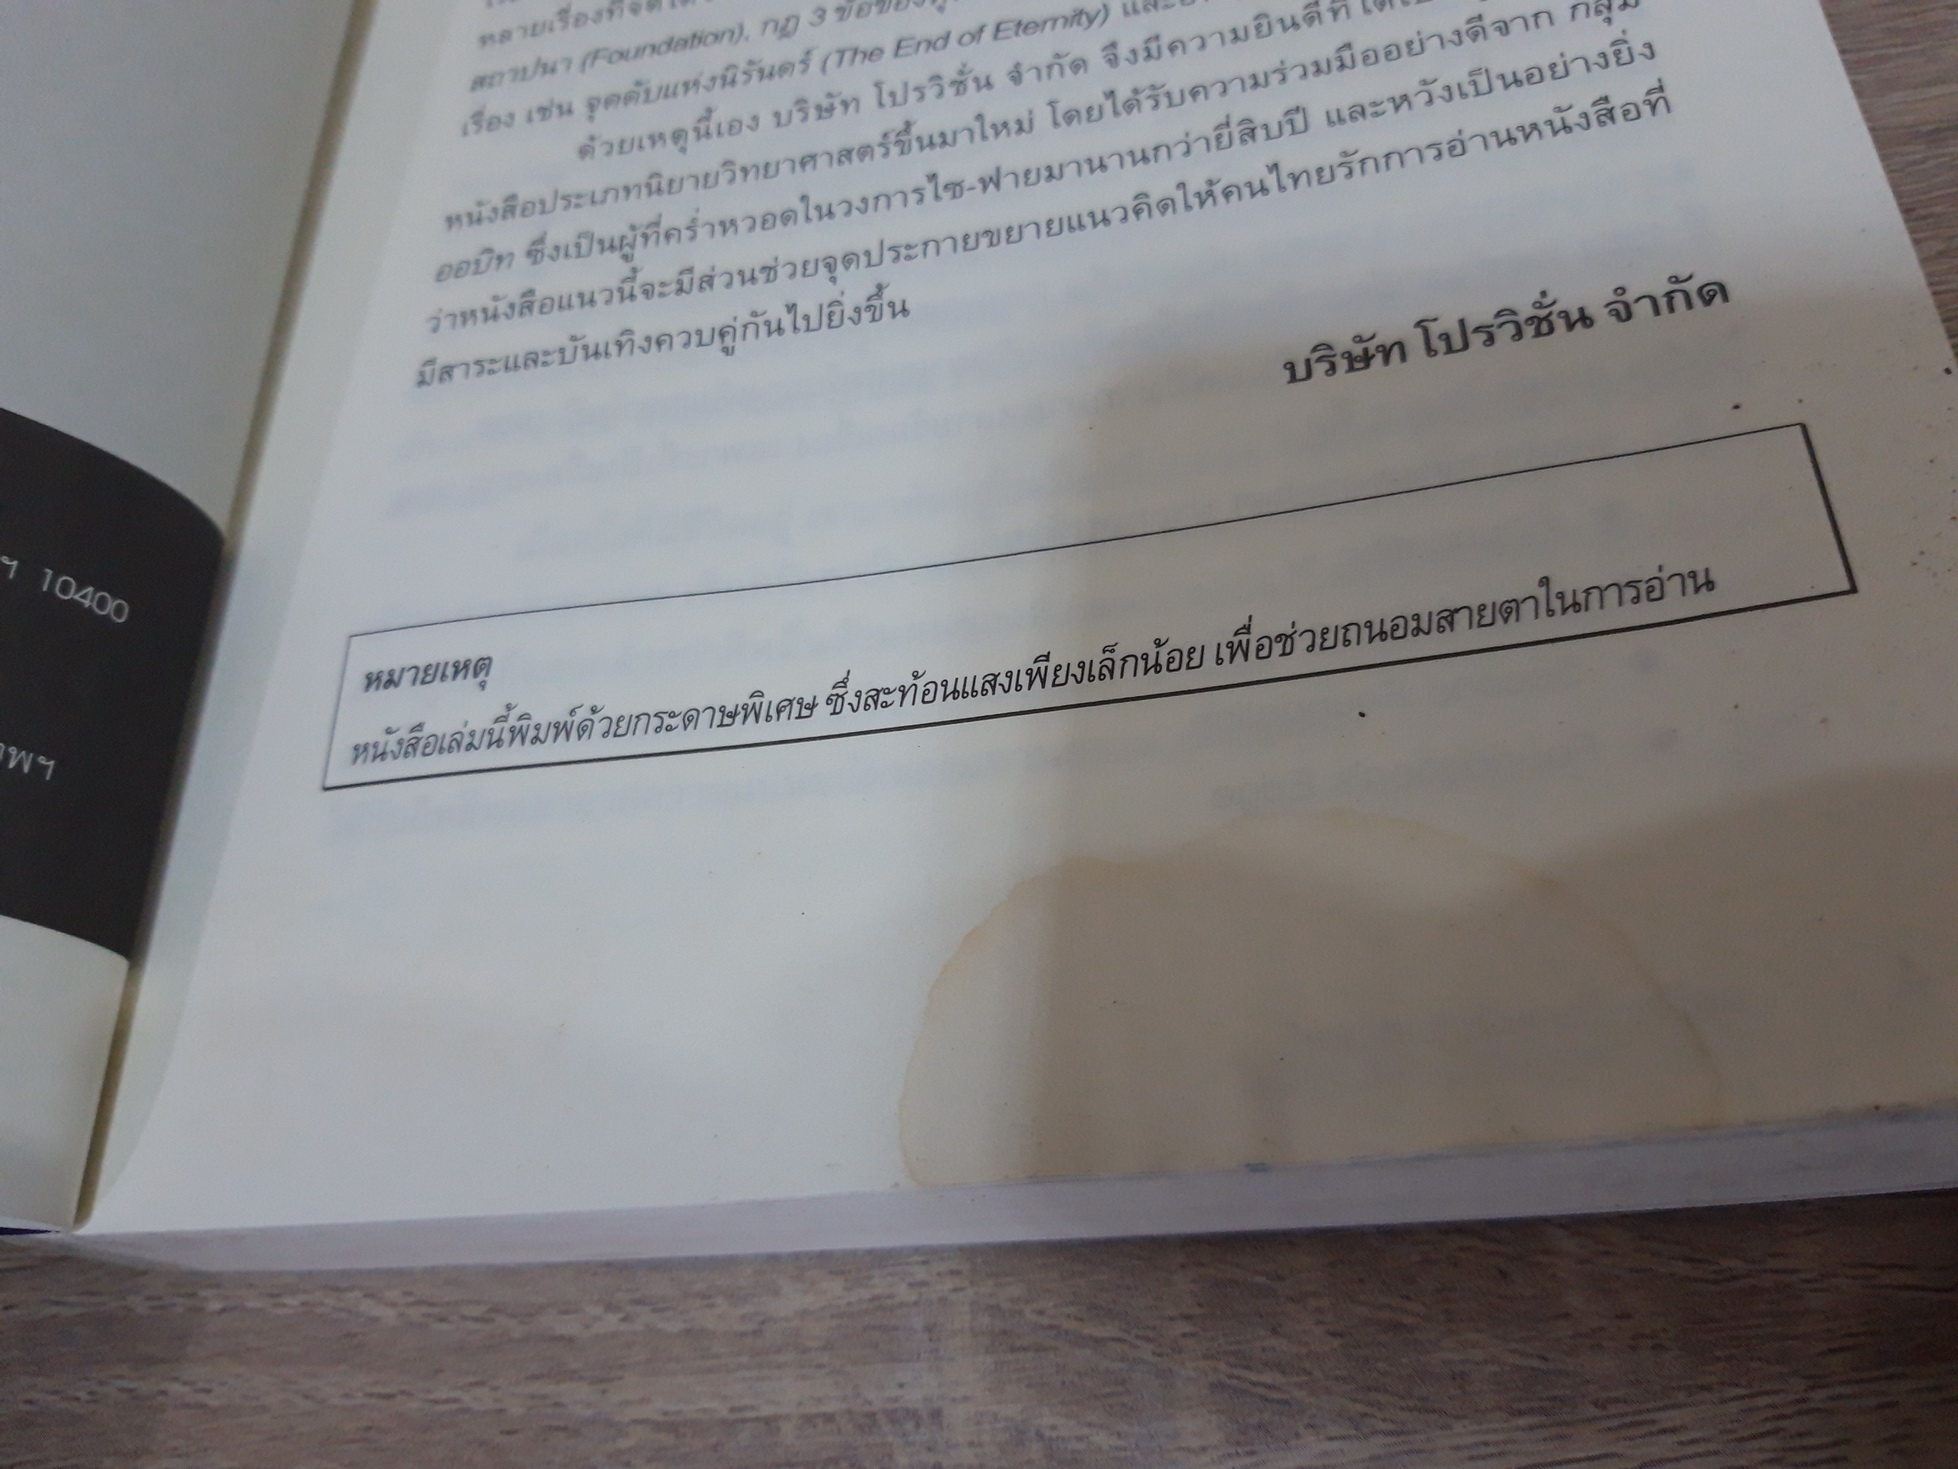 หลายเรื่องที่
สถาปนา (Foundation), กฎ 3 ข้อของ
เรื่อง เช่น จุดดับแห่งนิรันดร์ (The End of Eternity) และ
ด้วยเหตุนี้เอง บริษัท โปรวิชั่น จำกัด จึงมีความยินดีที่
หนังสือประเภทนิยายวิทยาศาสตร์ขึ้นมาใหม่ โดยได้รับความร่วมมืออย่างดีจาก กลุ่ม
ออบิท ซึ่งเป็นผู้ที่คร่ำหวอดในวงการไซ-ฟายมานานกว่ายี่สิบปี และหวังเป็นอย่างยิ่ง
ว่าหนังสือแนวนี้จะมีส่วนช่วยจุดประกายขยายแนวคิดให้คนไทยรักการอ่านหนังสือที่
มีสาระและบันเทิงควบคู่กันไปยิ่งขึ้น
บริษัท โปรวิชั่น จำกัด
หมายเหตุ
หนังสือเล่มนี้พิมพ์ด้วยกระดาษพิเศษ ซึ่งสะท้อนแสงเพียงเล็กน้อย เพื่อช่วยถนอมสายตาในการอ่าน
ฯ 10400
พฯ